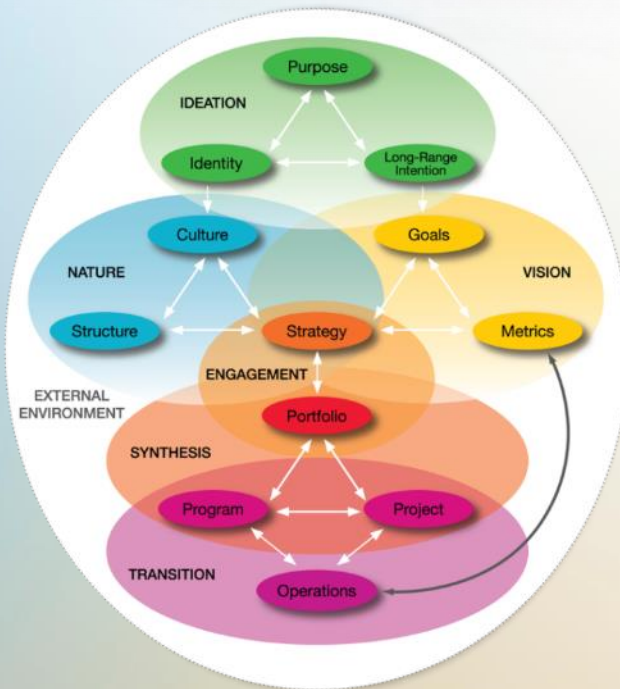 Purpose
IDEATION
Identity
Long-Range
Intention
Culture
Goals
NATURE
VISION
Structure
Strategy
Metrics
ENGAGEMENT
EXTERNAL
ENVIRONMENT
Portfolio
SYNTHESIS
Program
Project
TRANSITION
Operations